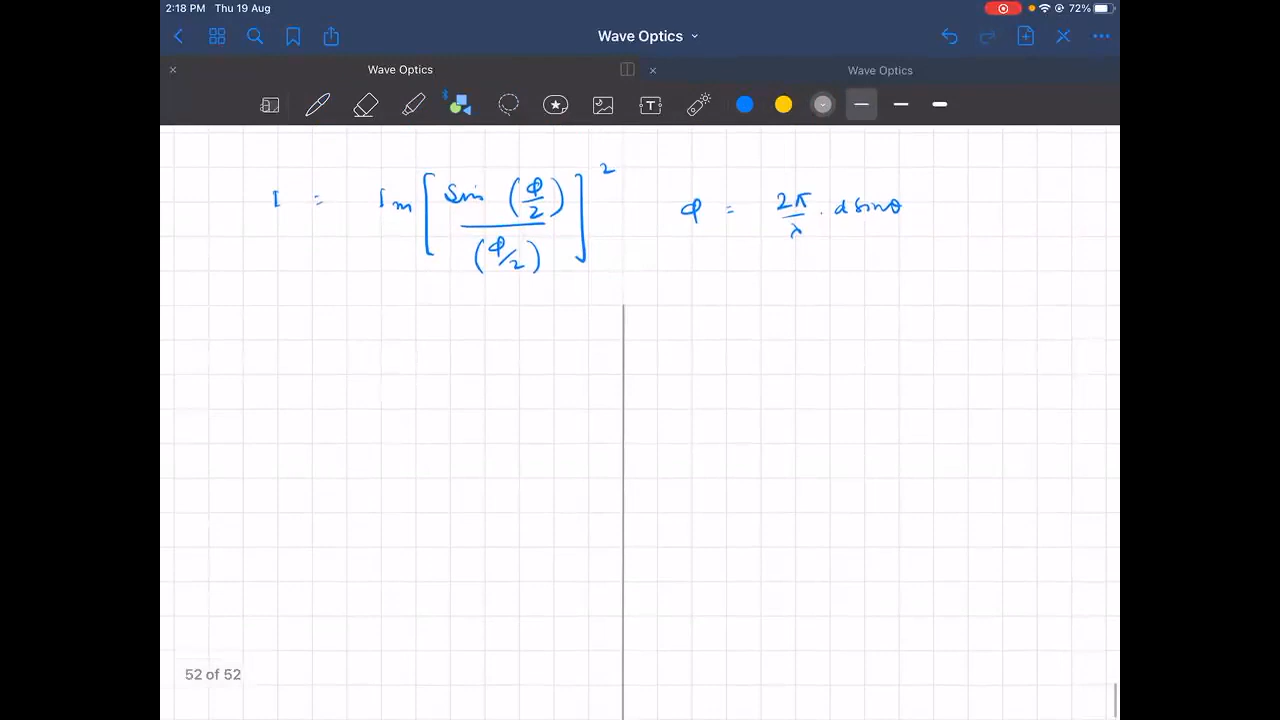 2:18 PM Thu 19 Aug 72%
Wave Optics
Wave Optics Wave Optics
T
I = Im [ Sin (φ/2) / (φ/2) ]² φ = 2π/λ . d sinθ
52 of 52